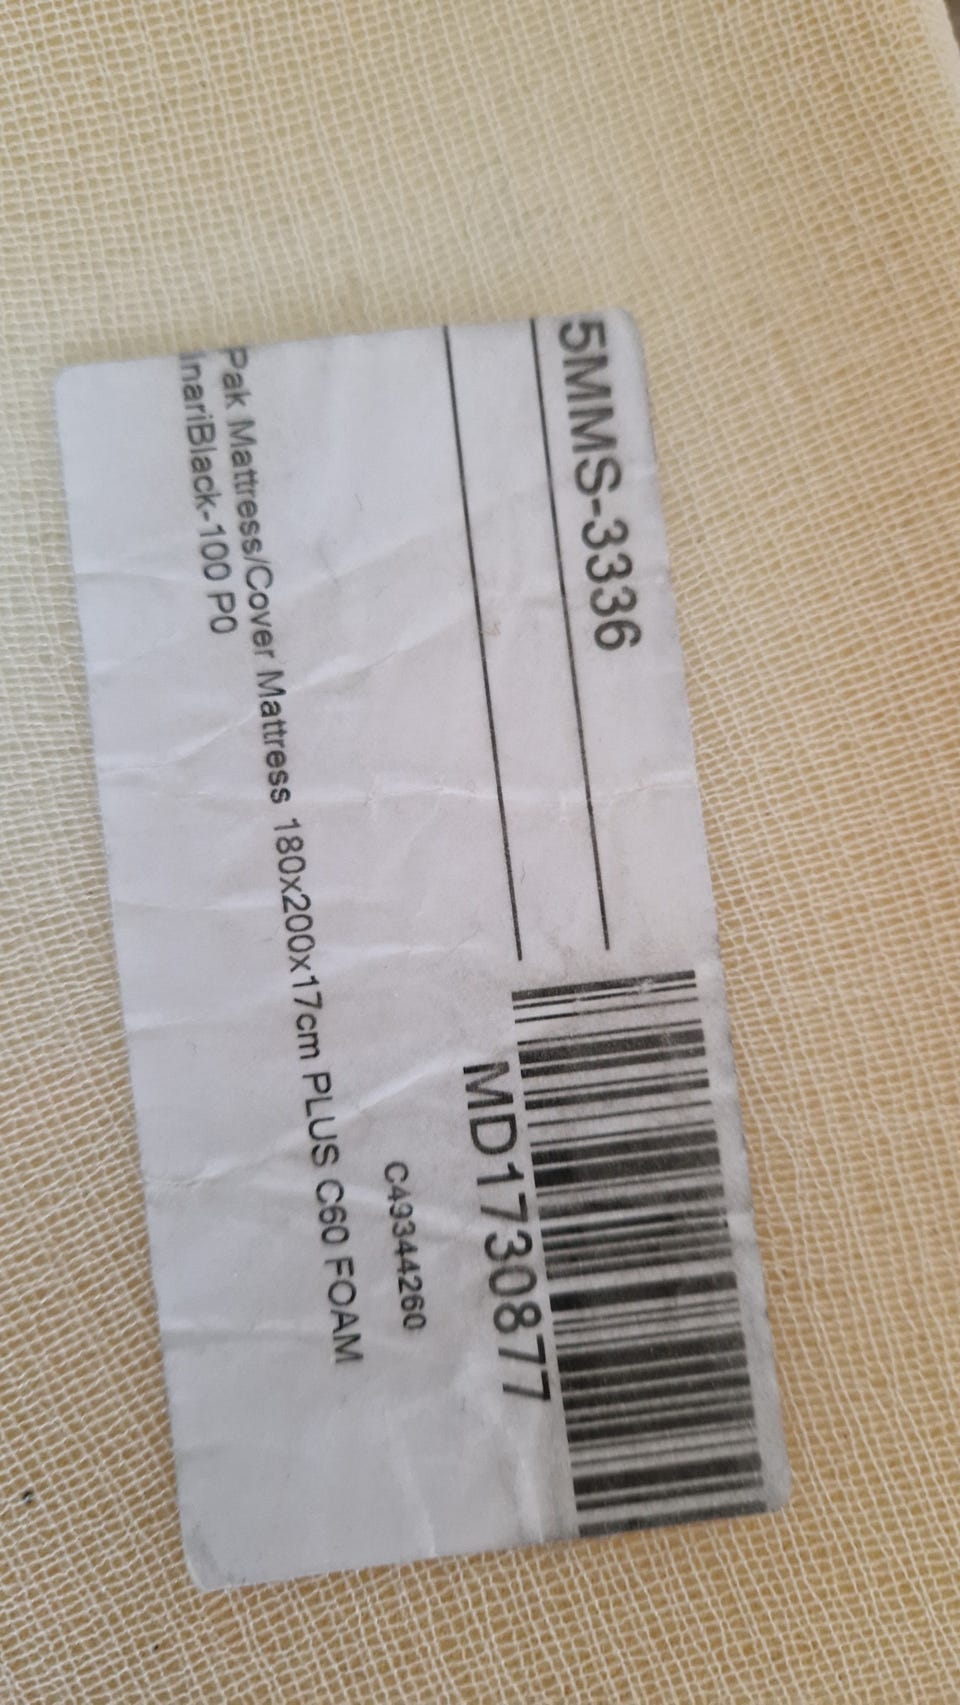 5MMS-3336
MD1730877
C49344260
Pak Mattress/Cover Mattress 180x200x17cm PLUS C60 FOAM
InariBlack-100 P0